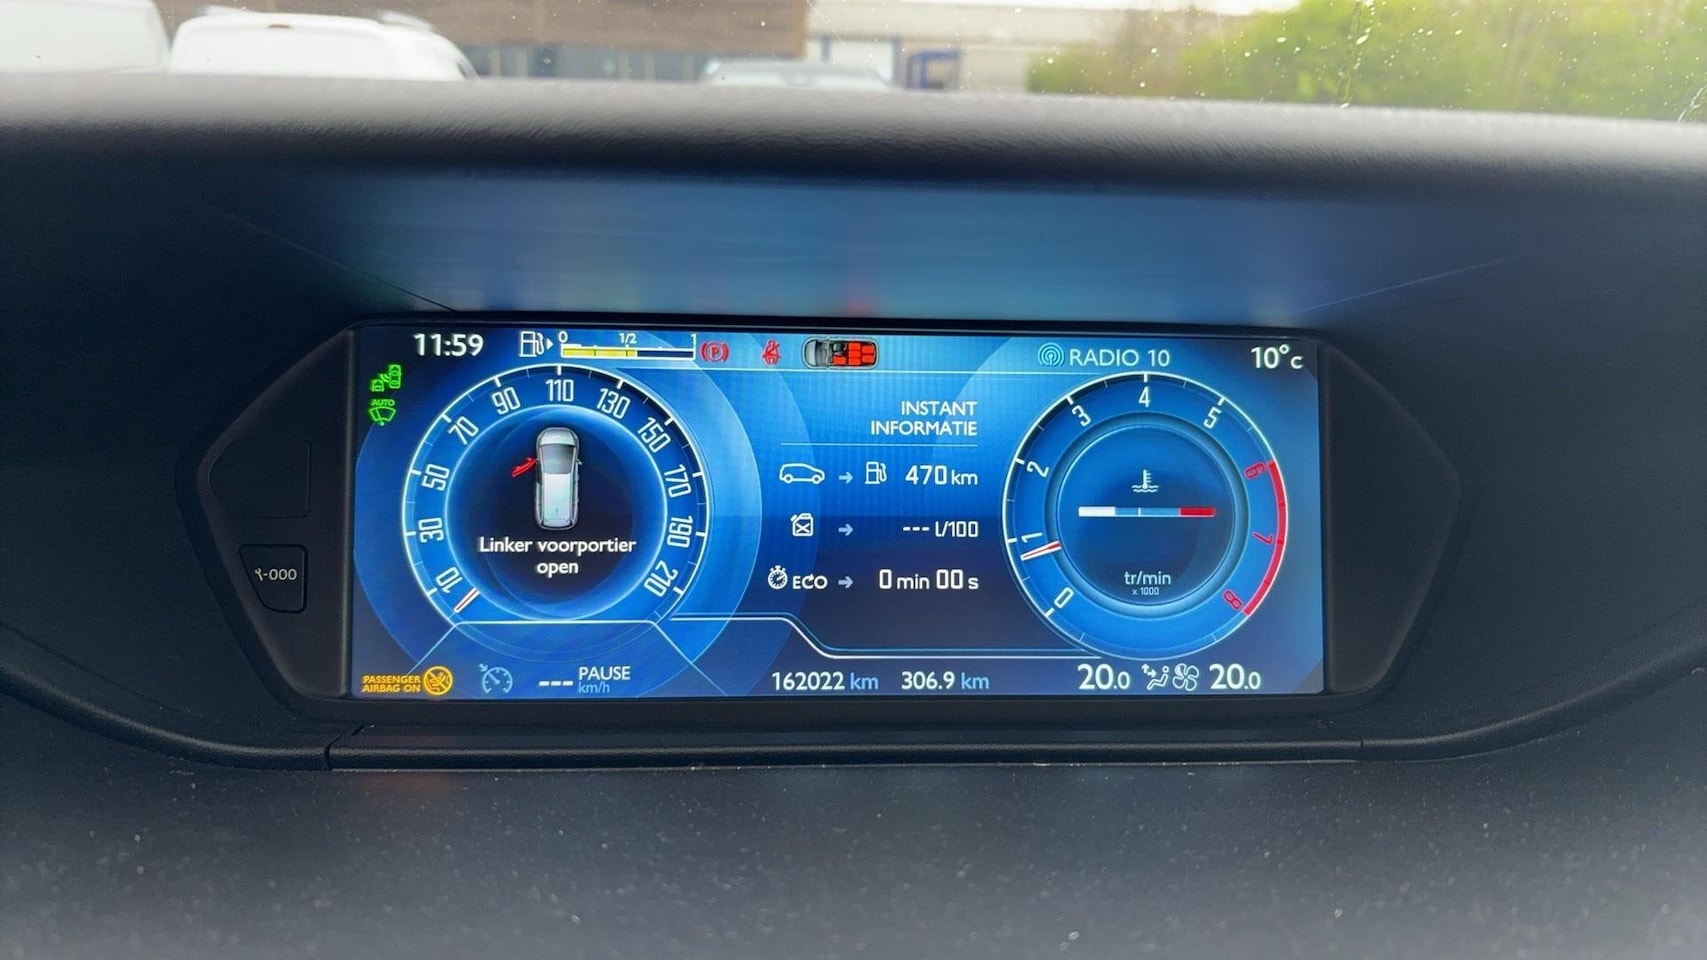 11:59
0 1/2 1
(P)
RADIO 10
10°c
AUTO
10 30 50 70 90 110 130 150 170 190 210
Linker voorportier
open
INSTANT
INFORMATIE
470 km
--- l/100
ECO 0 min 00 s
0 1 2 3 4 5 6 7 8
tr/min
x 1000
-000
PASSENGER
AIRBAG ON
--- PAUSE
km/h
162022 km 306.9 km
20.0 20.0